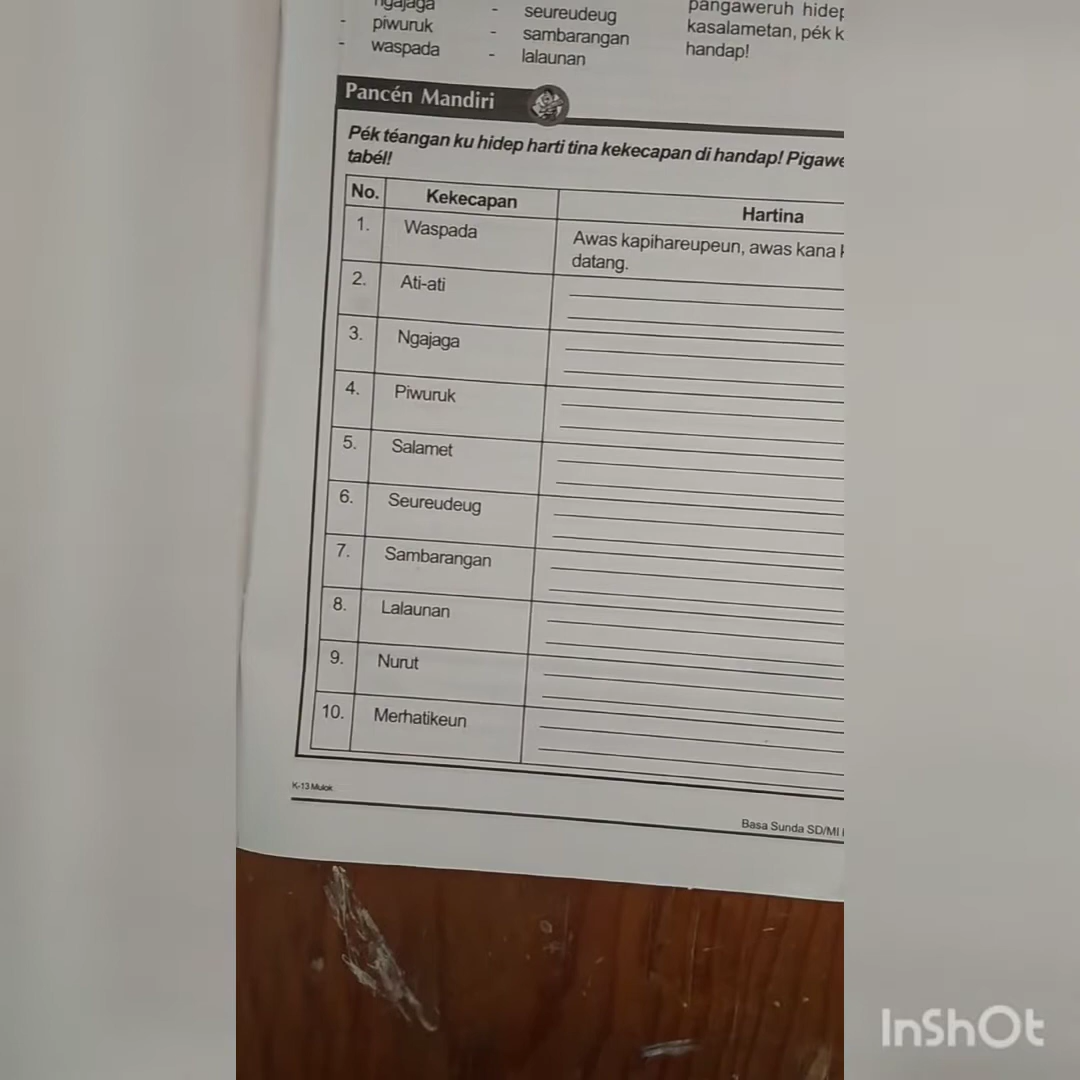 ngajaga - seureudeug pangaweruh
- piwuruk - sambarangan kasalametan, pék
- waspada - lalaunan handap!
Pancén Mandiri
Pék téangan ku hidep harti tina kekecapan di handap!
tabél!
No. Kekecapan Hartina
1. Waspada Awas kapihareupeun, awas kana
datang.
2. Ati-ati
3. Ngajaga
4. Piwuruk
5. Salamet
6. Seureudeug
7. Sambarangan
8. Lalaunan
9. Nurut
10. Merhatikeun
K-13 Mulok
Basa Sunda SD/MI
InShOt